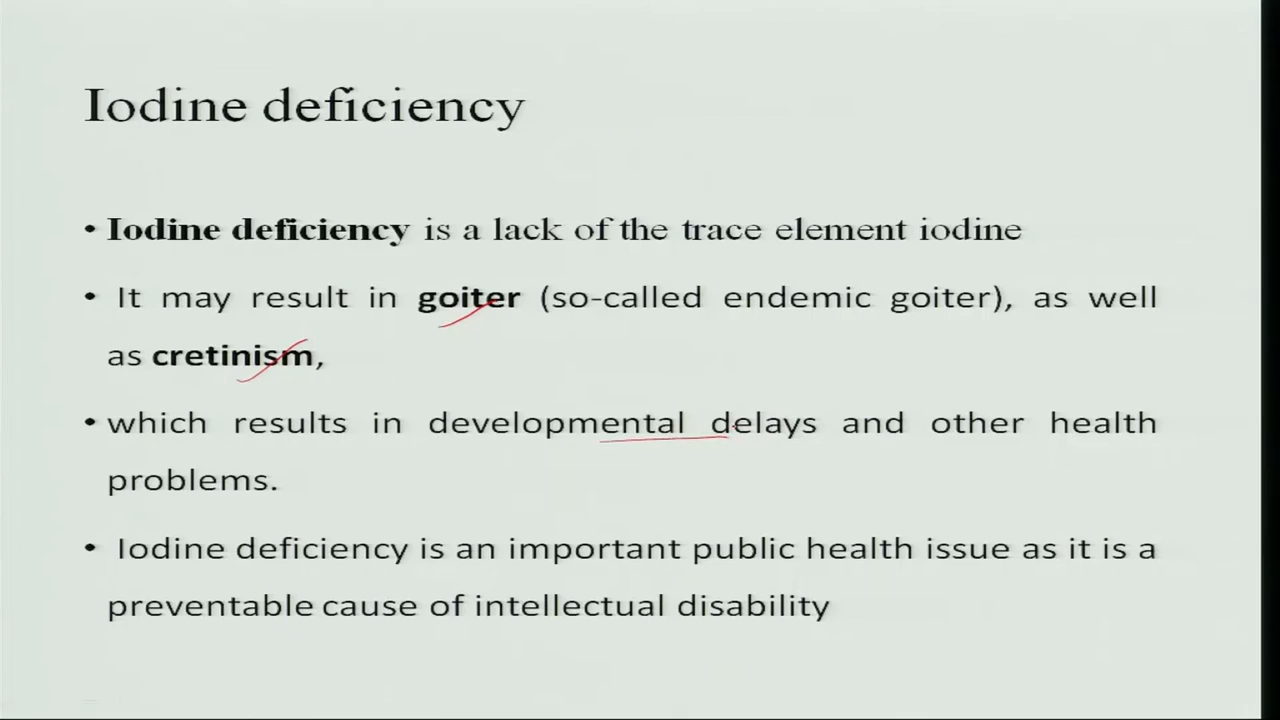 Iodine deficiency
• Iodine deficiency is a lack of the trace element iodine
• It may result in goiter (so-called endemic goiter), as well
as cretinism,
• which results in developmental delays and other health
problems.
• Iodine deficiency is an important public health issue as it is a
preventable cause of intellectual disability